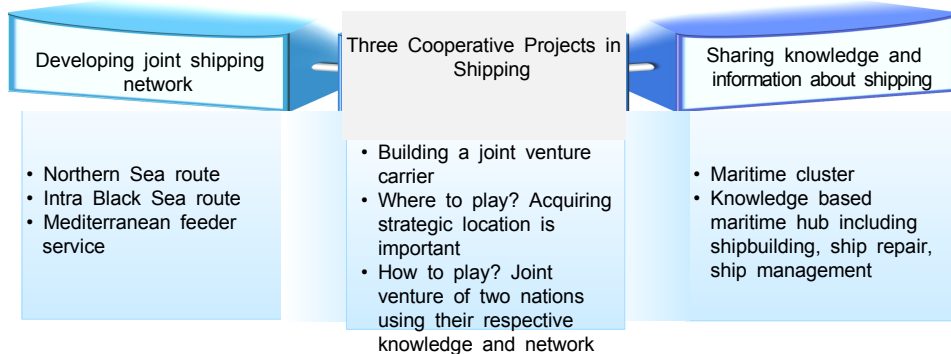 Developing joint shipping
network
• Northern Sea route
• Intra Black Sea route
• Mediterranean feeder
service
Three Cooperative Projects in
Shipping
• Building a joint venture
carrier
• Where to play? Acquiring
strategic location is
important
• How to play? Joint
venture of two nations
using their respective
knowledge and network
Sharing knowledge and
information about shipping
• Maritime cluster
• Knowledge based
maritime hub including
shipbuilding, ship repair,
ship management